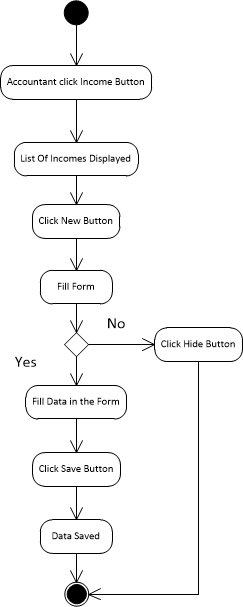 Accountant click Income Button
List Of Incomes Displayed
Click New Button
Fill Form
No
Click Hide Button
Yes
Fill Data in the Form
Click Save Button
Data Saved